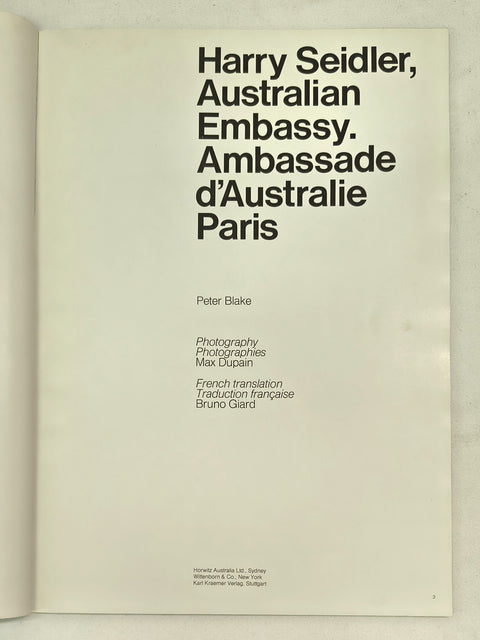 Harry Seidler,
Australian
Embassy.
Ambassade
d'Australie
Paris
Peter Blake
Photography
Photographies
Max Dupain
French translation
Traduction française
Bruno Giard
Horwitz Australia Ltd., Sydney
Wittenborn & Co., New York
Karl Kraemer Verlag, Stuttgart
3